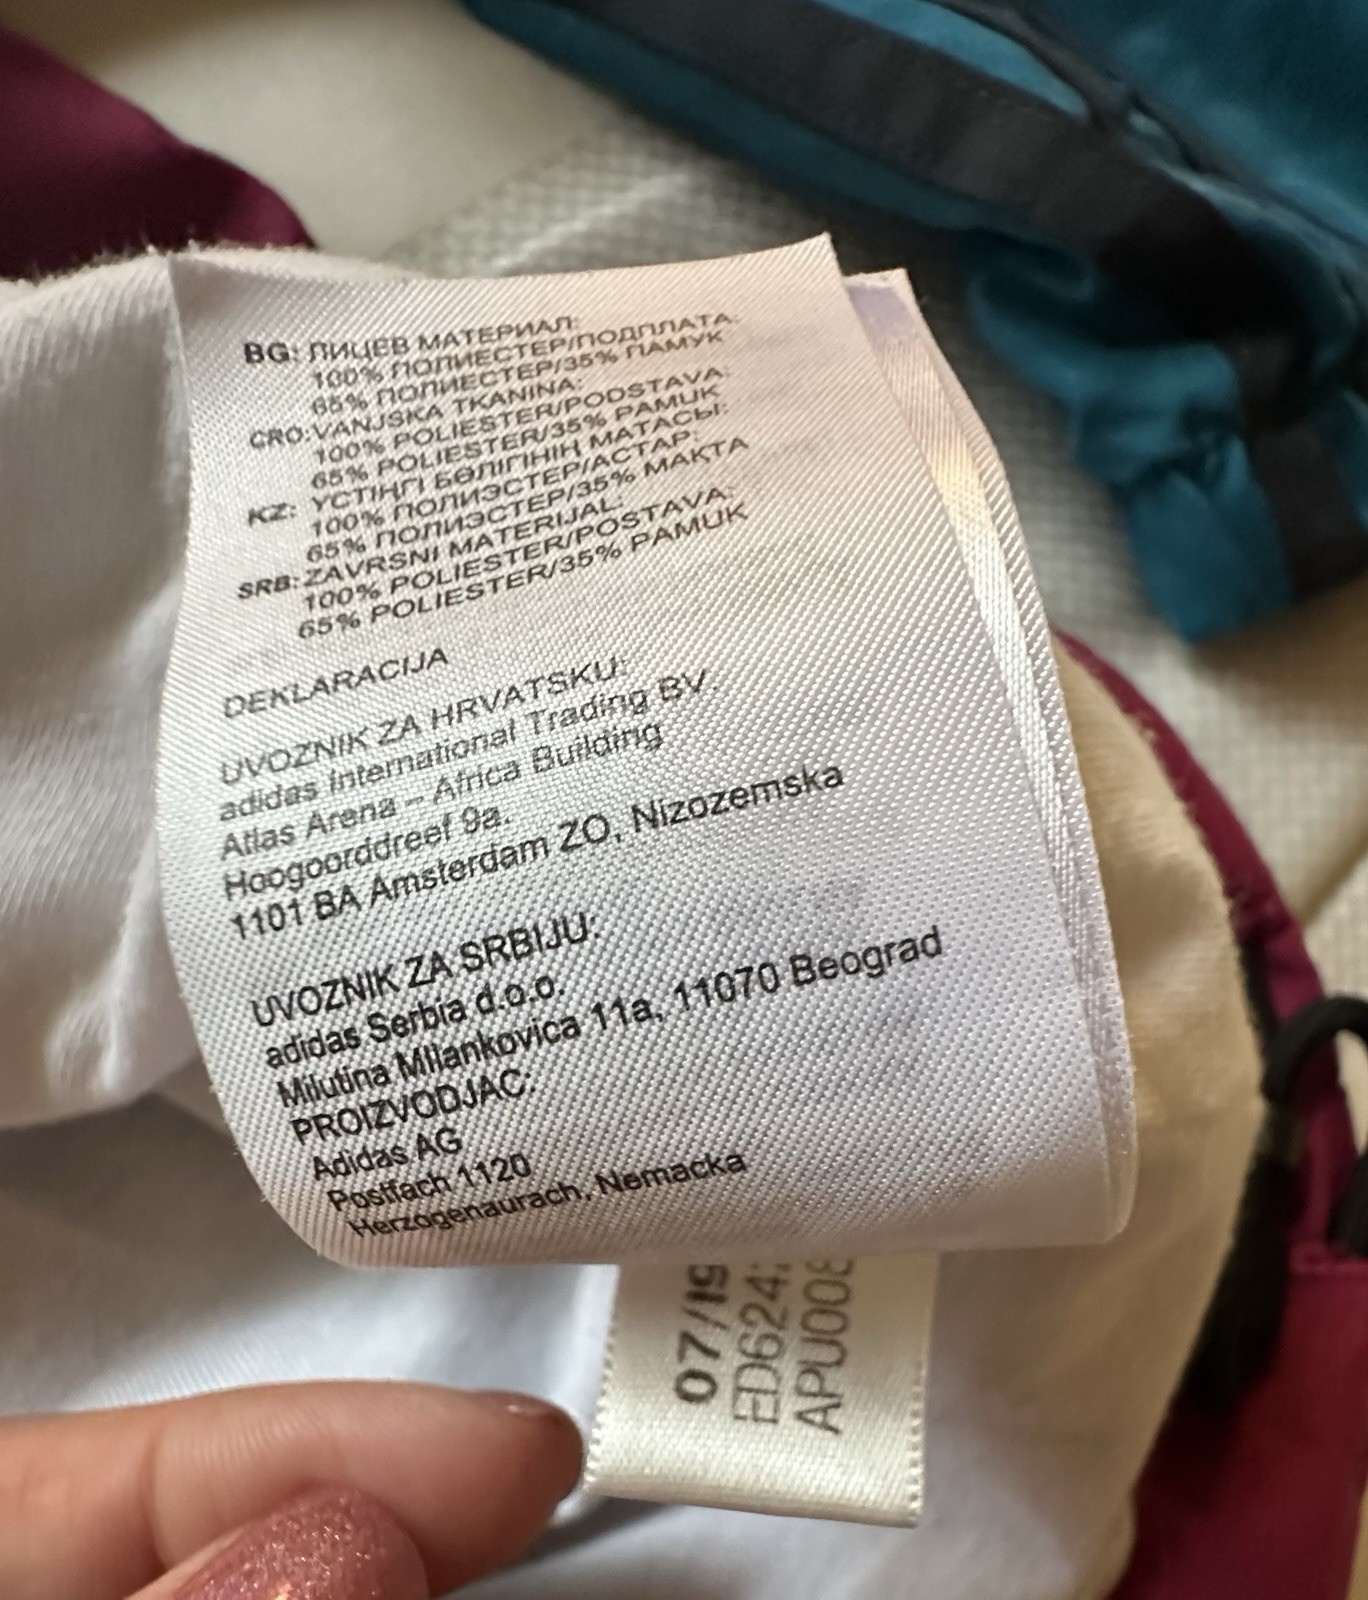 BG: ЛИЦЕВ МАТЕРИАЛ:
100% ПОЛИЕСТЕР/ПОДПЛАТА:
65% ПОЛИЕСТЕР/35% ПАМУК
CRO: VANJSKA TKANINA:
100% POLIESTER/PODSTAVA:
65% POLIESTER/35% PAMUK
KZ: ҮСТІҢГІ БӨЛІГІНІҢ МАТАСЫ:
100% ПОЛИЭСТЕР/АСТАР:
65% ПОЛИЭСТЕР/35% МАҚТА
SRB: ZAVRSNI MATERIJAL:
100% POLIESTER/POSTAVA:
65% POLIESTER/35% PAMUK
DEKLARACIJA
UVOZNIK ZA HRVATSKU:
adidas International Trading BV.
Atlas Arena – Africa Building
Hoogoorddreef 9a.
1101 BA Amsterdam ZO, Nizozemska
UVOZNIK ZA SRBIJU:
adidas Serbia d.o.o.
Milutina Milankovica 11a, 11070 Beograd
PROIZVODJAC:
Adidas AG
Postfach 1120
Herzogenaurach, Nemacka
07/19
ED624
APU008